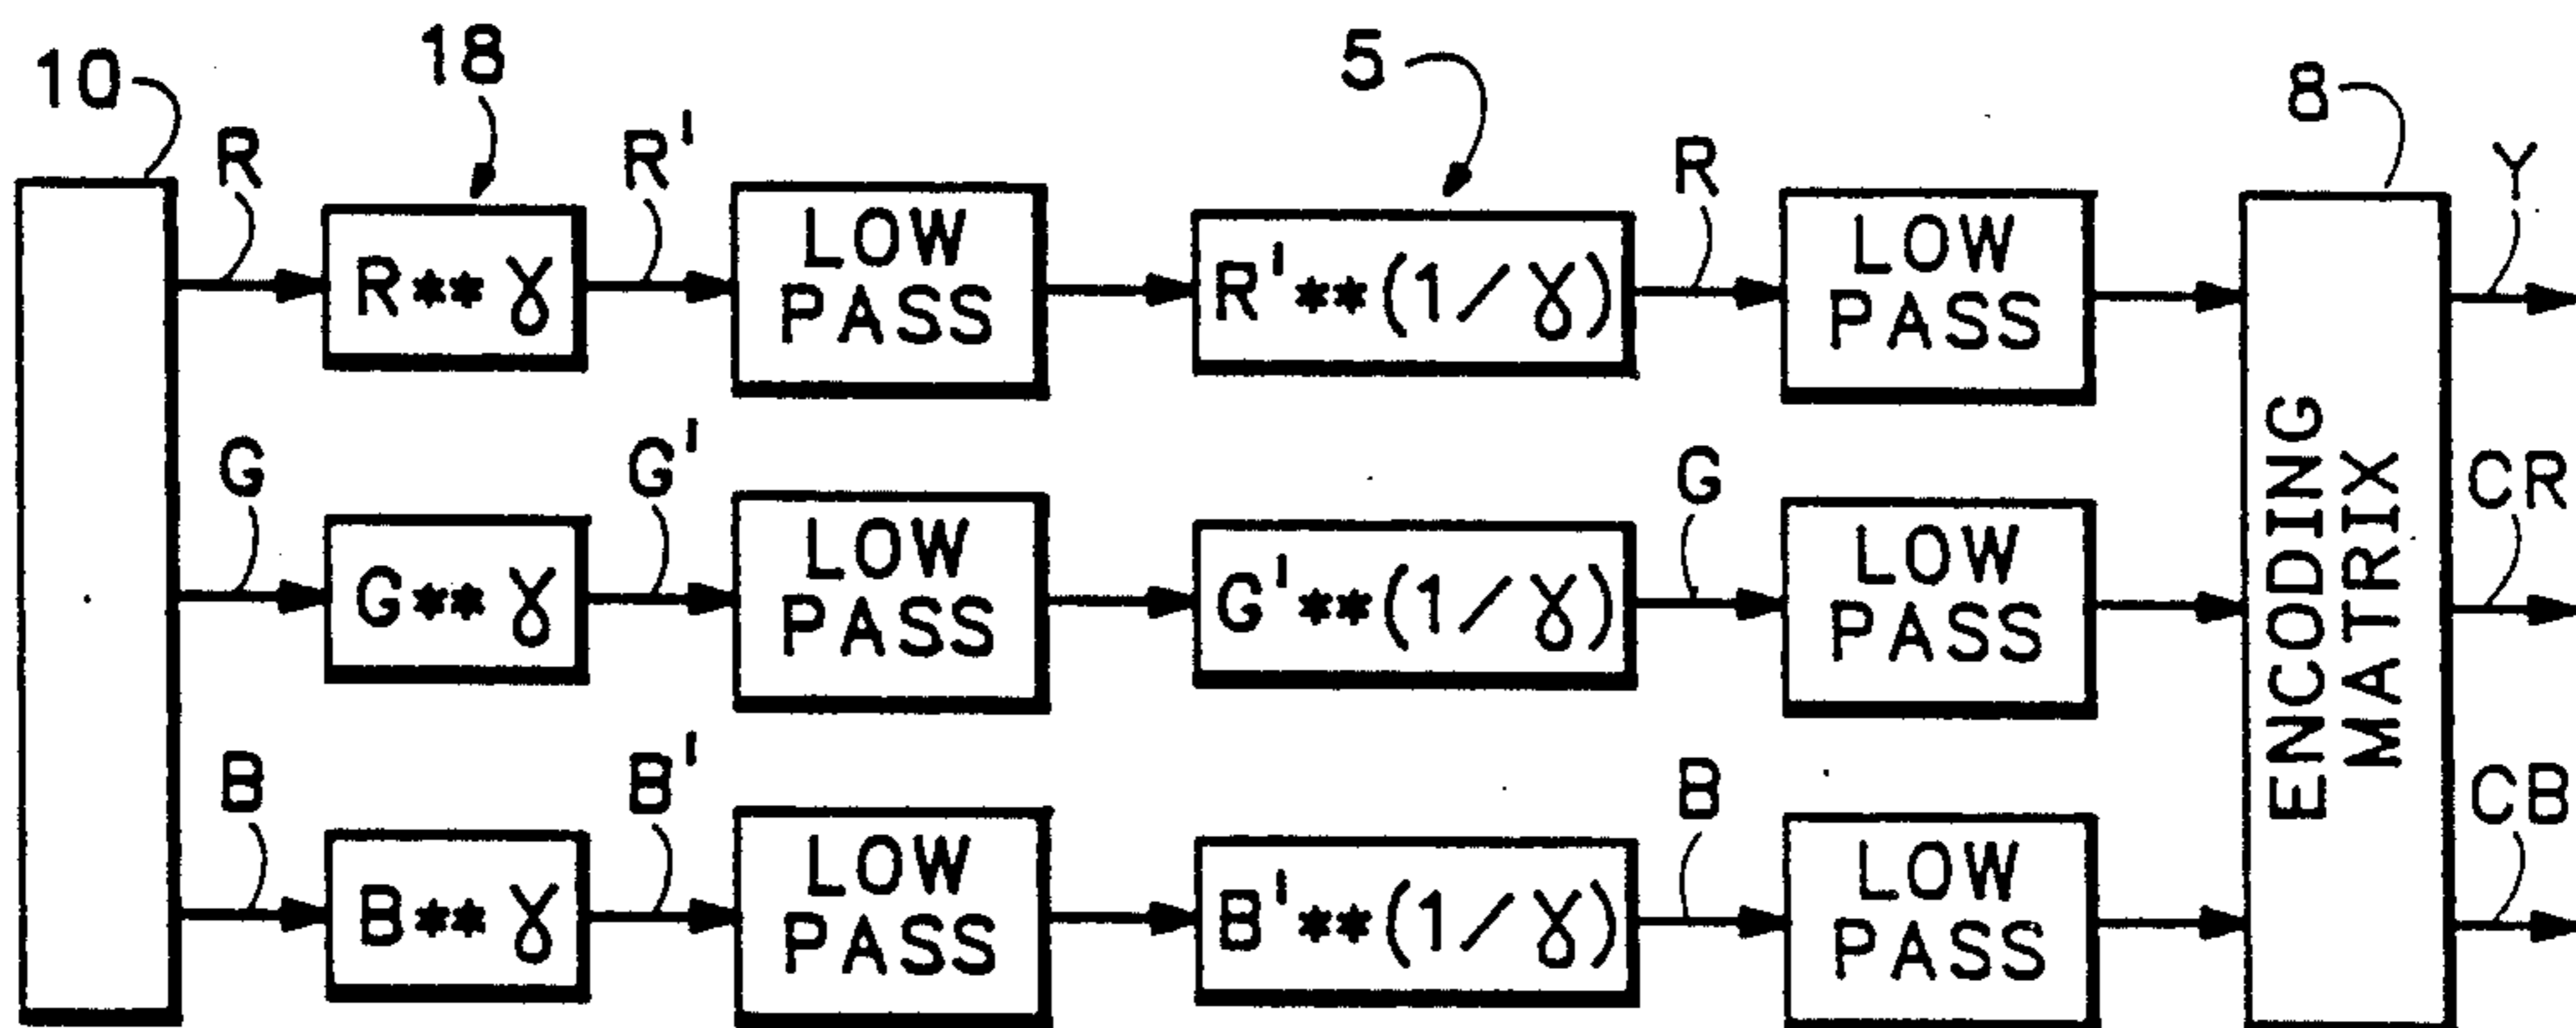 10
18
5
8
R
R'
R
Y
R**γ
LOW
PASS
R'**(1/γ)
LOW
PASS
G
G'
G
CR
G**γ
LOW
PASS
G'**(1/γ)
LOW
PASS
ENCODING
MATRIX
B
B'
B
CB
B**γ
LOW
PASS
B'**(1/γ)
LOW
PASS